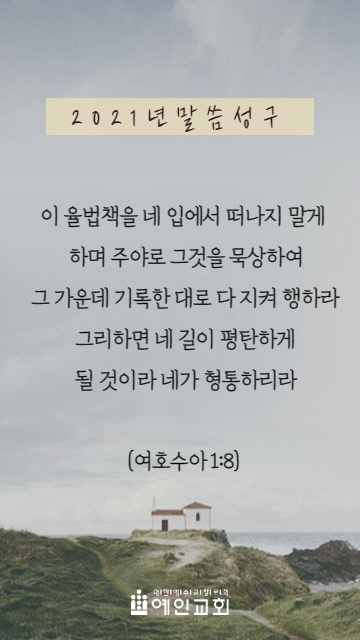 2021년말씀성구
이 율법책을 네 입에서 떠나지 말게
하며 주야로 그것을 묵상하여
그 가운데 기록한 대로 다 지켜 행하라
그리하면 네 길이 평탄하게
될 것이라 네가 형통하리라
(여호수아 1:8)
예인교회